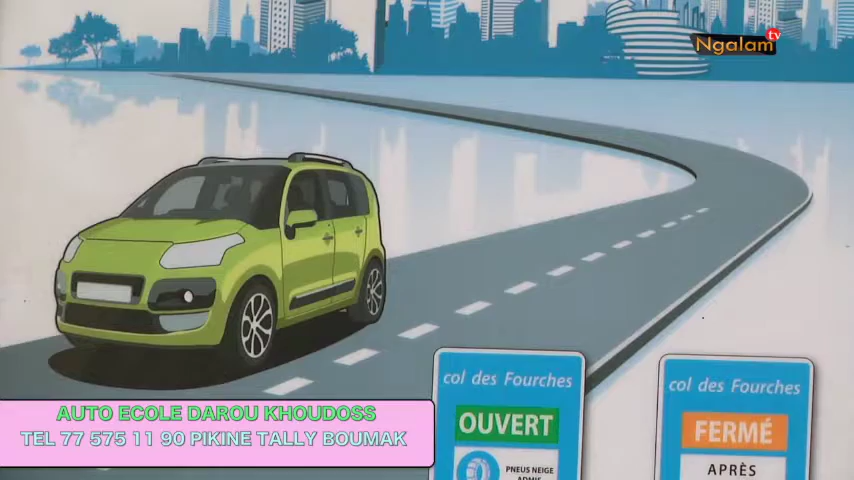 Ngalam tv
col des Fourches
OUVERT
PNEUS NEIGE
ADMIS
col des Fourches
FERMÉ
APRÈS
AUTO ECOLE DAROU KHOUDOSS
TEL 77 575 11 90 PIKINE TALLY BOUMAK